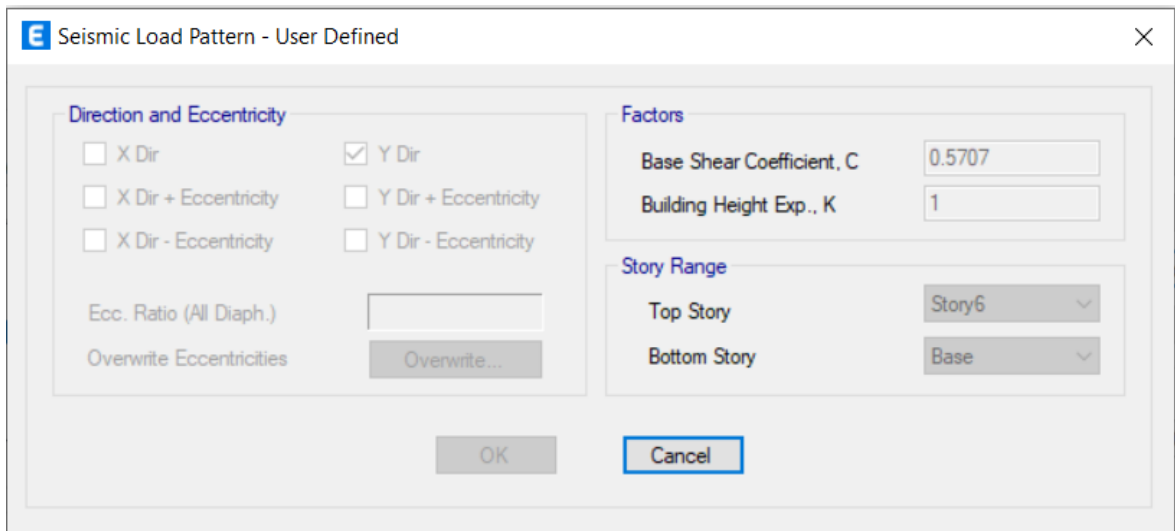 E Seismic Load Pattern - User Defined
Direction and Eccentricity
X Dir
Y Dir
X Dir + Eccentricity
Y Dir + Eccentricity
X Dir - Eccentricity
Y Dir - Eccentricity
Ecc. Ratio (All Diaph.)
Overwrite Eccentricities
Overwrite...
Factors
Base Shear Coefficient, C
0.5707
Building Height Exp., K
1
Story Range
Top Story
Story6
Bottom Story
Base
OK
Cancel